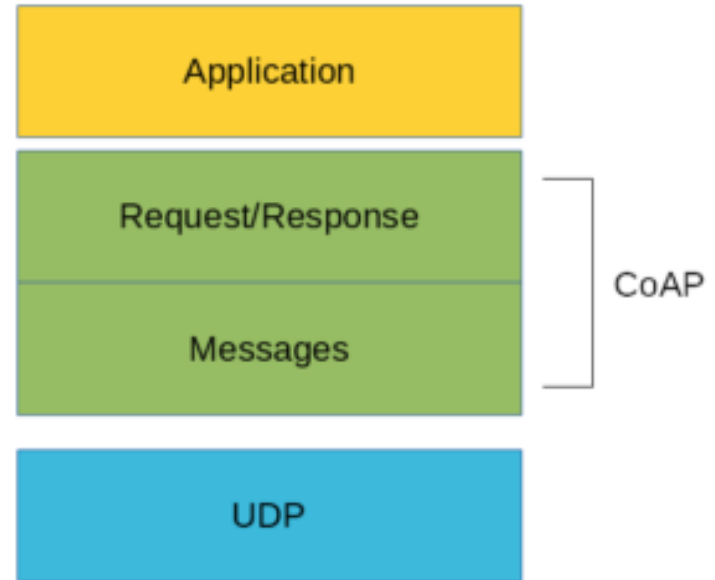 Application
Request/Response
CoAP
Messages
UDP